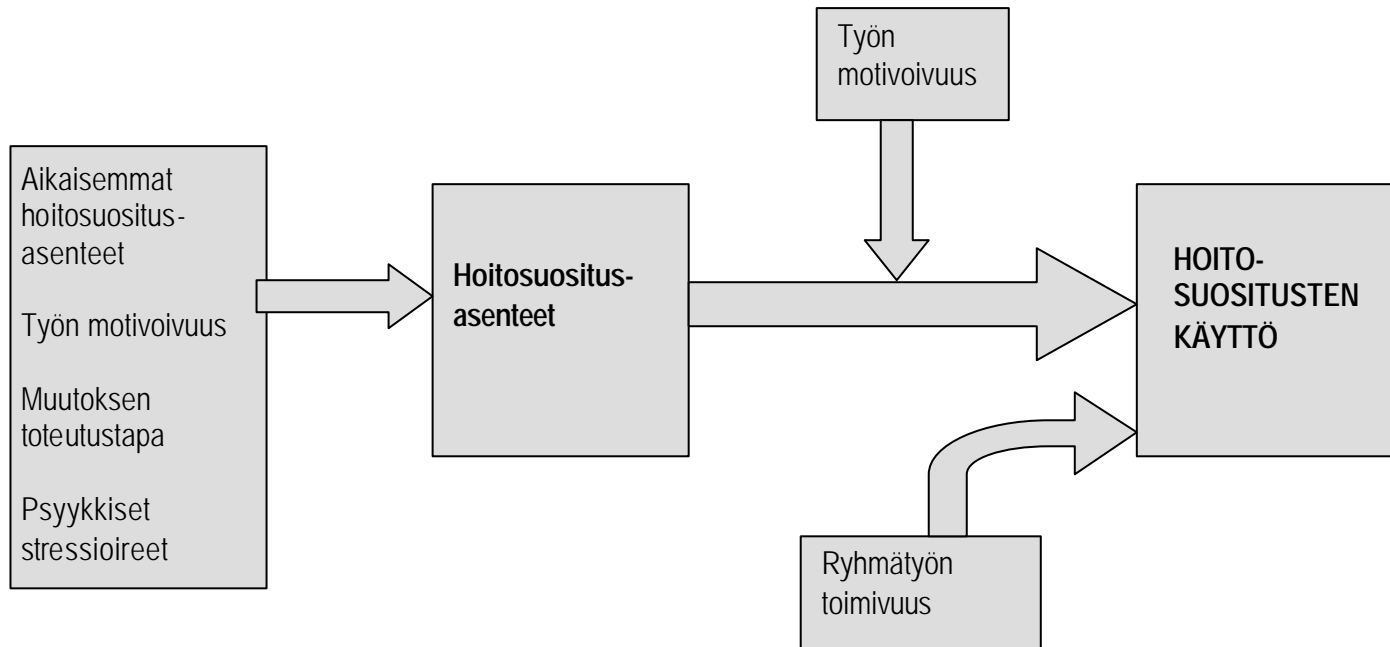 Aikaisemmat
hoitosuositus-
asenteet
Työn motivoivuus
Muutoksen
toteutustapa
Psyykkiset
stressioireet
Hoitosuositus-
asenteet
Työn
motivoivuus
Ryhmätyön
toimivuus
HOITO-
SUOSITUSTEN
KÄYTTÖ